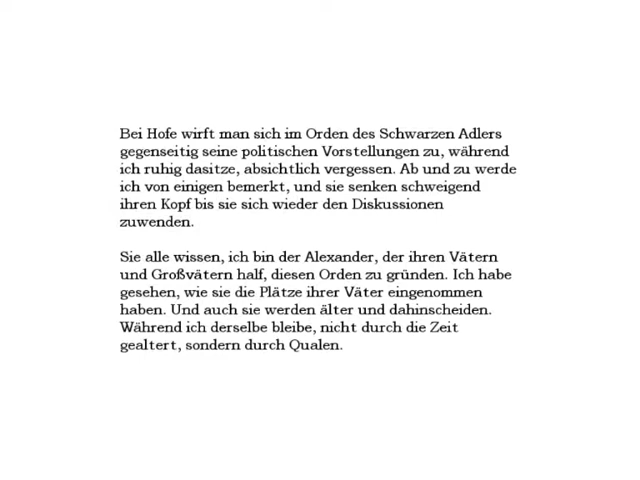 Bei Hofe wirft man sich im Orden des Schwarzen Adlers
gegenseitig seine politischen Vorstellungen zu, während
ich ruhig dasitze, absichtlich vergessen. Ab und zu werde
ich von einigen bemerkt, und sie senken schweigend
ihren Kopf bis sie sich wieder den Diskussionen
zuwenden.
Sie alle wissen, ich bin der Alexander, der ihren Vätern
und Großvätern half, diesen Orden zu gründen. Ich habe
gesehen, wie sie die Plätze ihrer Väter eingenommen
haben. Und auch sie werden älter und dahinscheiden.
Während ich derselbe bleibe, nicht durch die Zeit
gealtert, sondern durch Qualen.